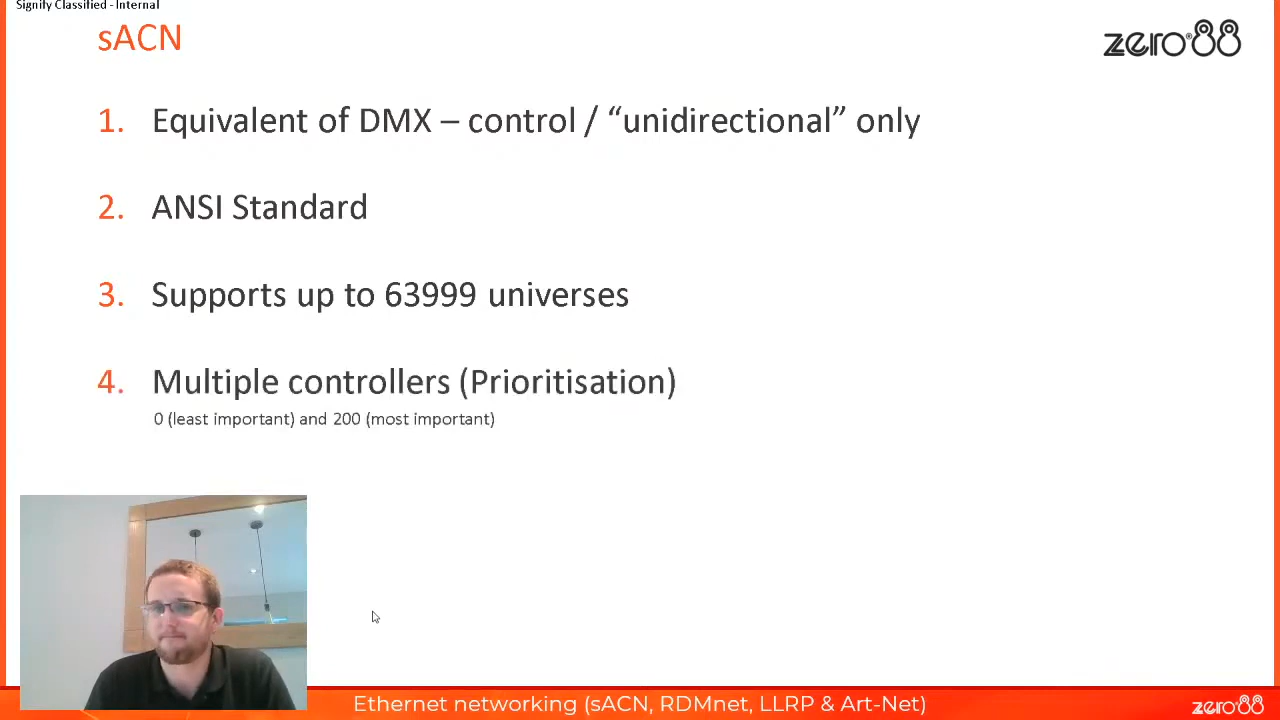 Signify Classified - Internal
sACN
zero®88
1. Equivalent of DMX – control / “unidirectional” only
2. ANSI Standard
3. Supports up to 63999 universes
4. Multiple controllers (Prioritisation)
0 (least important) and 200 (most important)
Ethernet networking (sACN, RDMnet, LLRP & Art-Net)
zero88